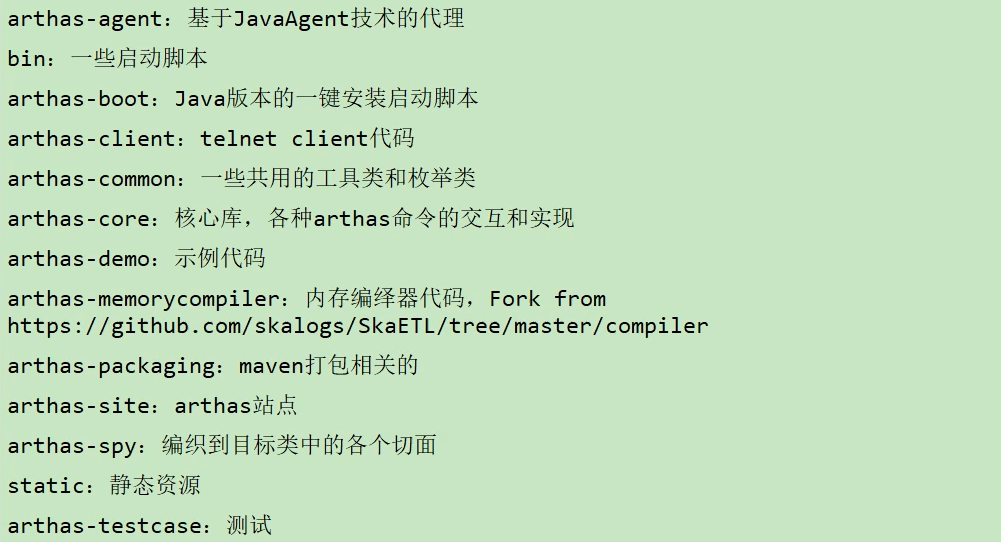 arthas-agent：基于JavaAgent技术的代理
bin：一些启动脚本
arthas-boot：Java版本的一键安装启动脚本
arthas-client：telnet client代码
arthas-common：一些共用的工具类和枚举类
arthas-core：核心库，各种arthas命令的交互和实现
arthas-demo：示例代码
arthas-memorycompiler：内存编绎器代码，Fork from
https://github.com/skalogs/SkaETL/tree/master/compiler
arthas-packaging：maven打包相关的
arthas-site：arthas站点
arthas-spy：编织到目标类中的各个切面
static：静态资源
arthas-testcase：测试